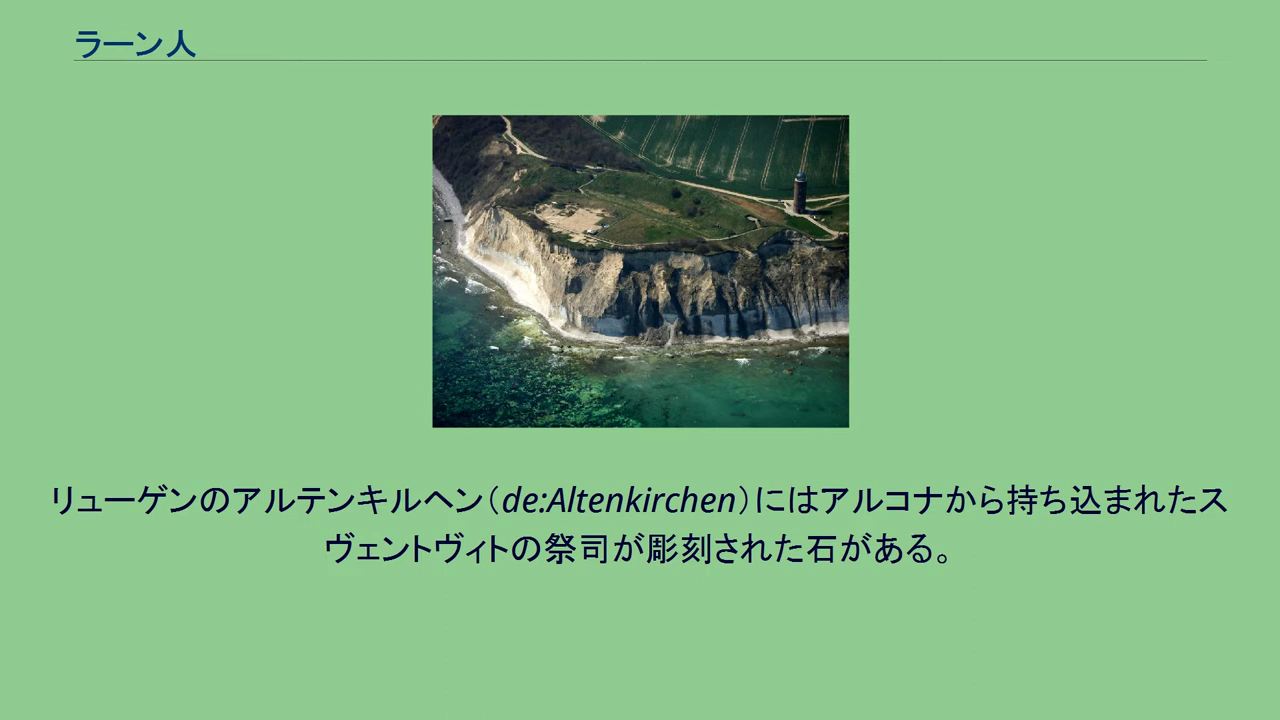 ラーン人
リューゲンのアルテンキルヘン（de:Altenkirchen）にはアルコナから持ち込まれたス
ヴェントヴィトの祭司が彫刻された石がある。